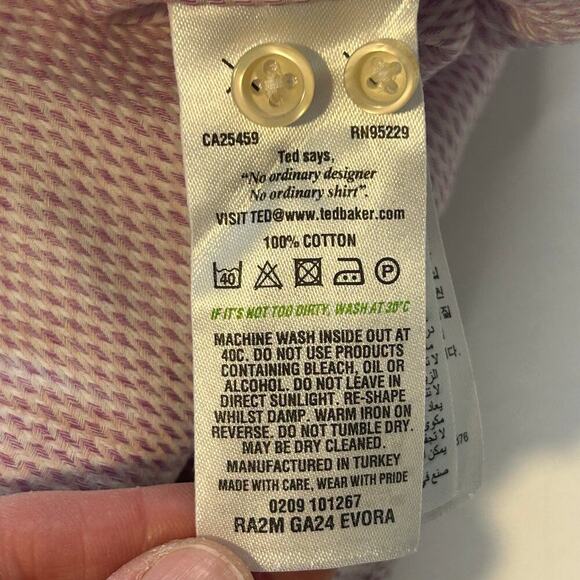 CA25459 RN95229
Ted says,
"No ordinary designer
No ordinary shirt".
VISIT TED@www.tedbaker.com
100% COTTON
40 P
IF IT'S NOT TOO DIRTY, WASH AT 30°C
MACHINE WASH INSIDE OUT AT
40C. DO NOT USE PRODUCTS
CONTAINING BLEACH, OIL OR
ALCOHOL. DO NOT LEAVE IN
DIRECT SUNLIGHT. RE-SHAPE
WHILST DAMP. WARM IRON ON
REVERSE. DO NOT TUMBLE DRY.
MAY BE DRY CLEANED.
MANUFACTURED IN TURKEY
MADE WITH CARE, WEAR WITH PRIDE
0209 101267
RA2M GA24 EVORA